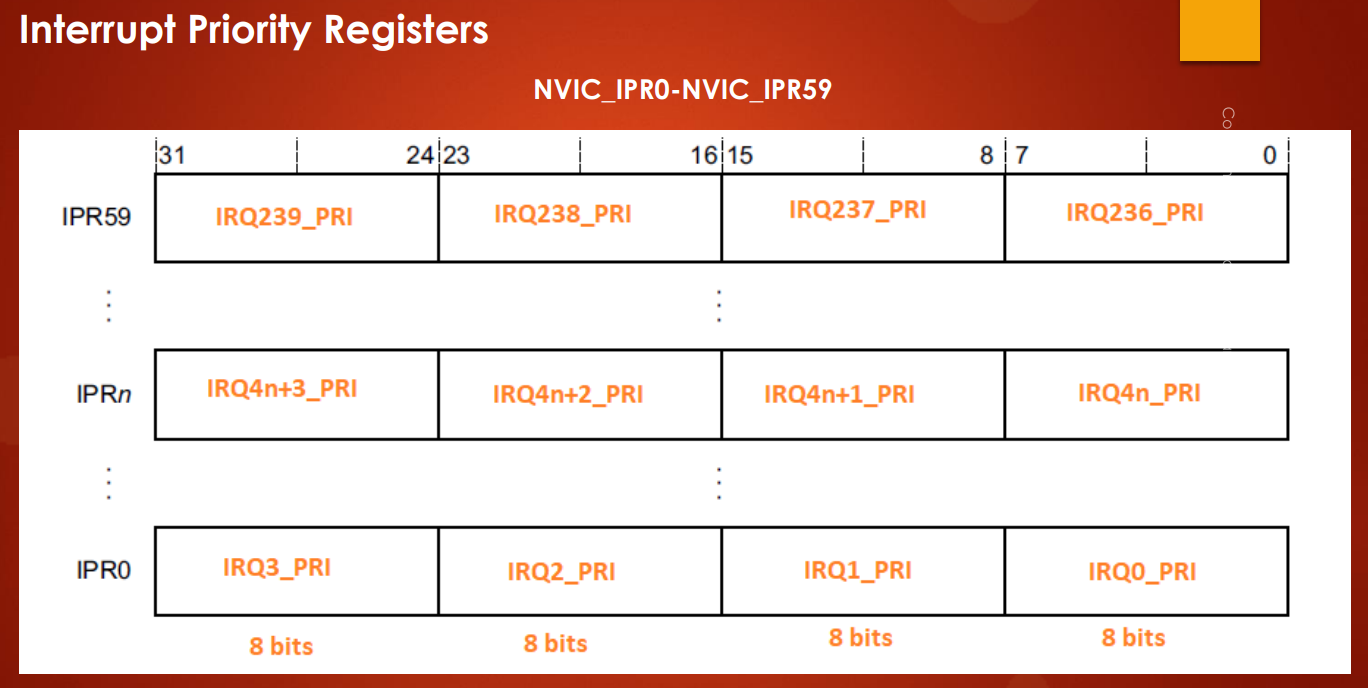 Interrupt Priority Registers
NVIC_IPR0-NVIC_IPR59
31 24 23 16 15 8 7 0
IPR59 IRQ239_PRI IRQ238_PRI IRQ237_PRI IRQ236_PRI
IPRn IRQ4n+3_PRI IRQ4n+2_PRI IRQ4n+1_PRI IRQ4n_PRI
IPR0 IRQ3_PRI IRQ2_PRI IRQ1_PRI IRQ0_PRI
8 bits 8 bits 8 bits 8 bits